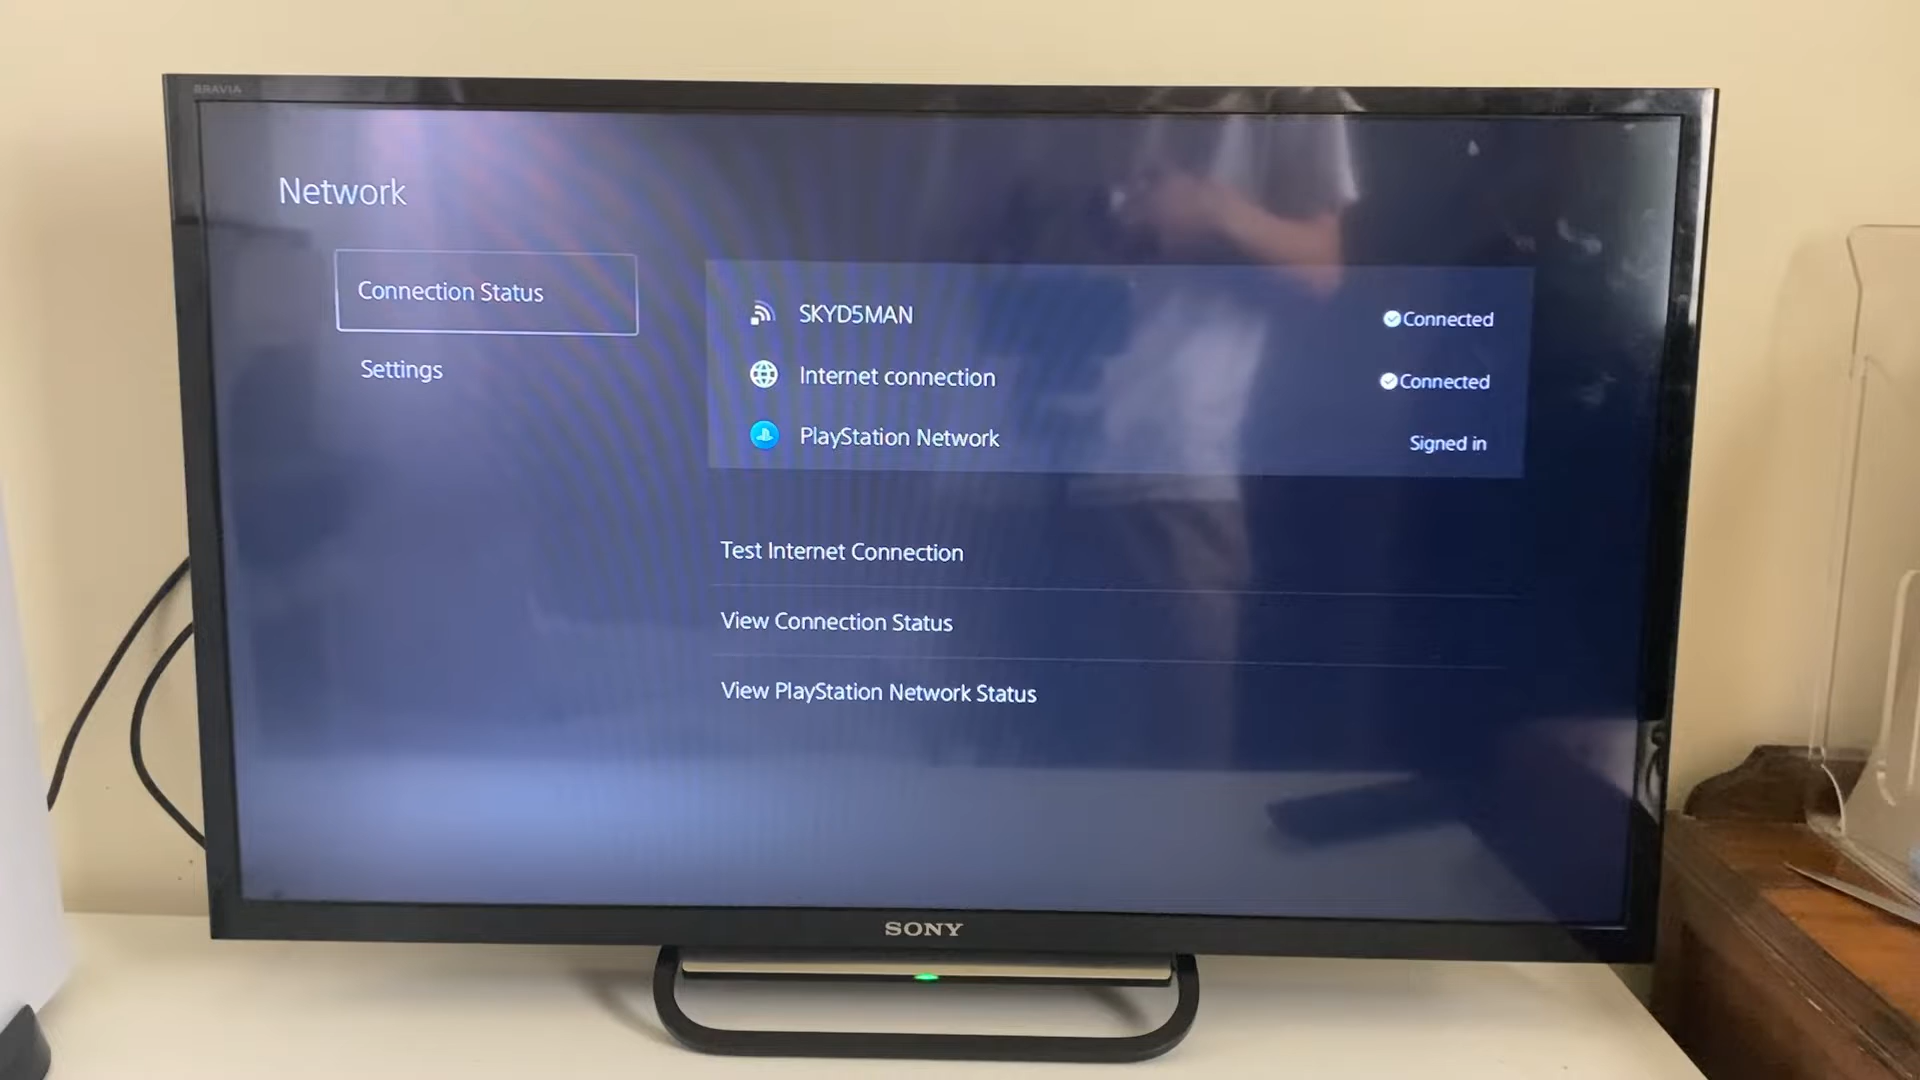 BRAVIA
Network
Connection Status
Settings
SKYD5MAN
Connected
Internet connection
Connected
PlayStation Network
Signed in
Test Internet Connection
View Connection Status
View PlayStation Network Status
SONY